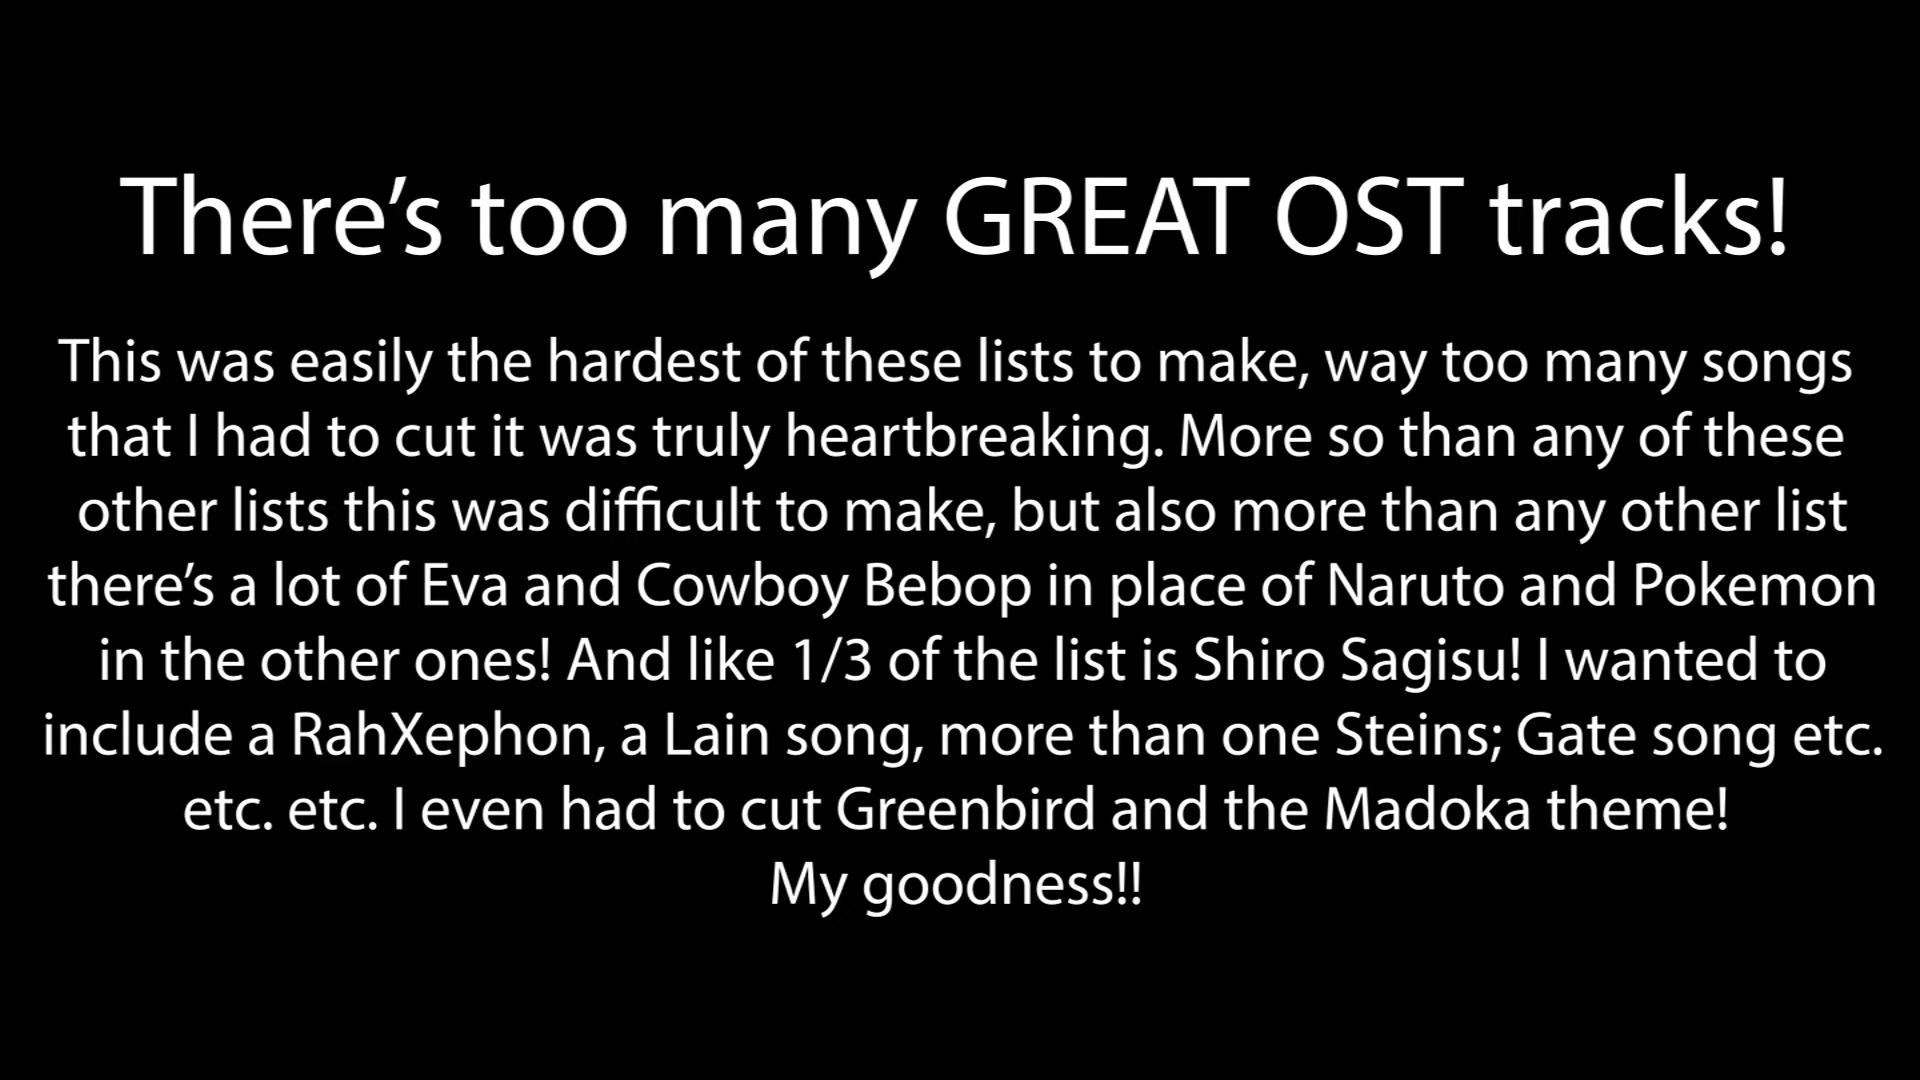 There’s too many GREAT OST tracks!
This was easily the hardest of these lists to make, way too many songs
that I had to cut it was truly heartbreaking. More so than any of these
other lists this was difficult to make, but also more than any other list
there’s a lot of Eva and Cowboy Bebop in place of Naruto and Pokemon
in the other ones! And like 1/3 of the list is Shiro Sagisu! I wanted to
include a RahXephon, a Lain song, more than one Steins; Gate song etc.
etc. etc. I even had to cut Greenbird and the Madoka theme!
My goodness!!